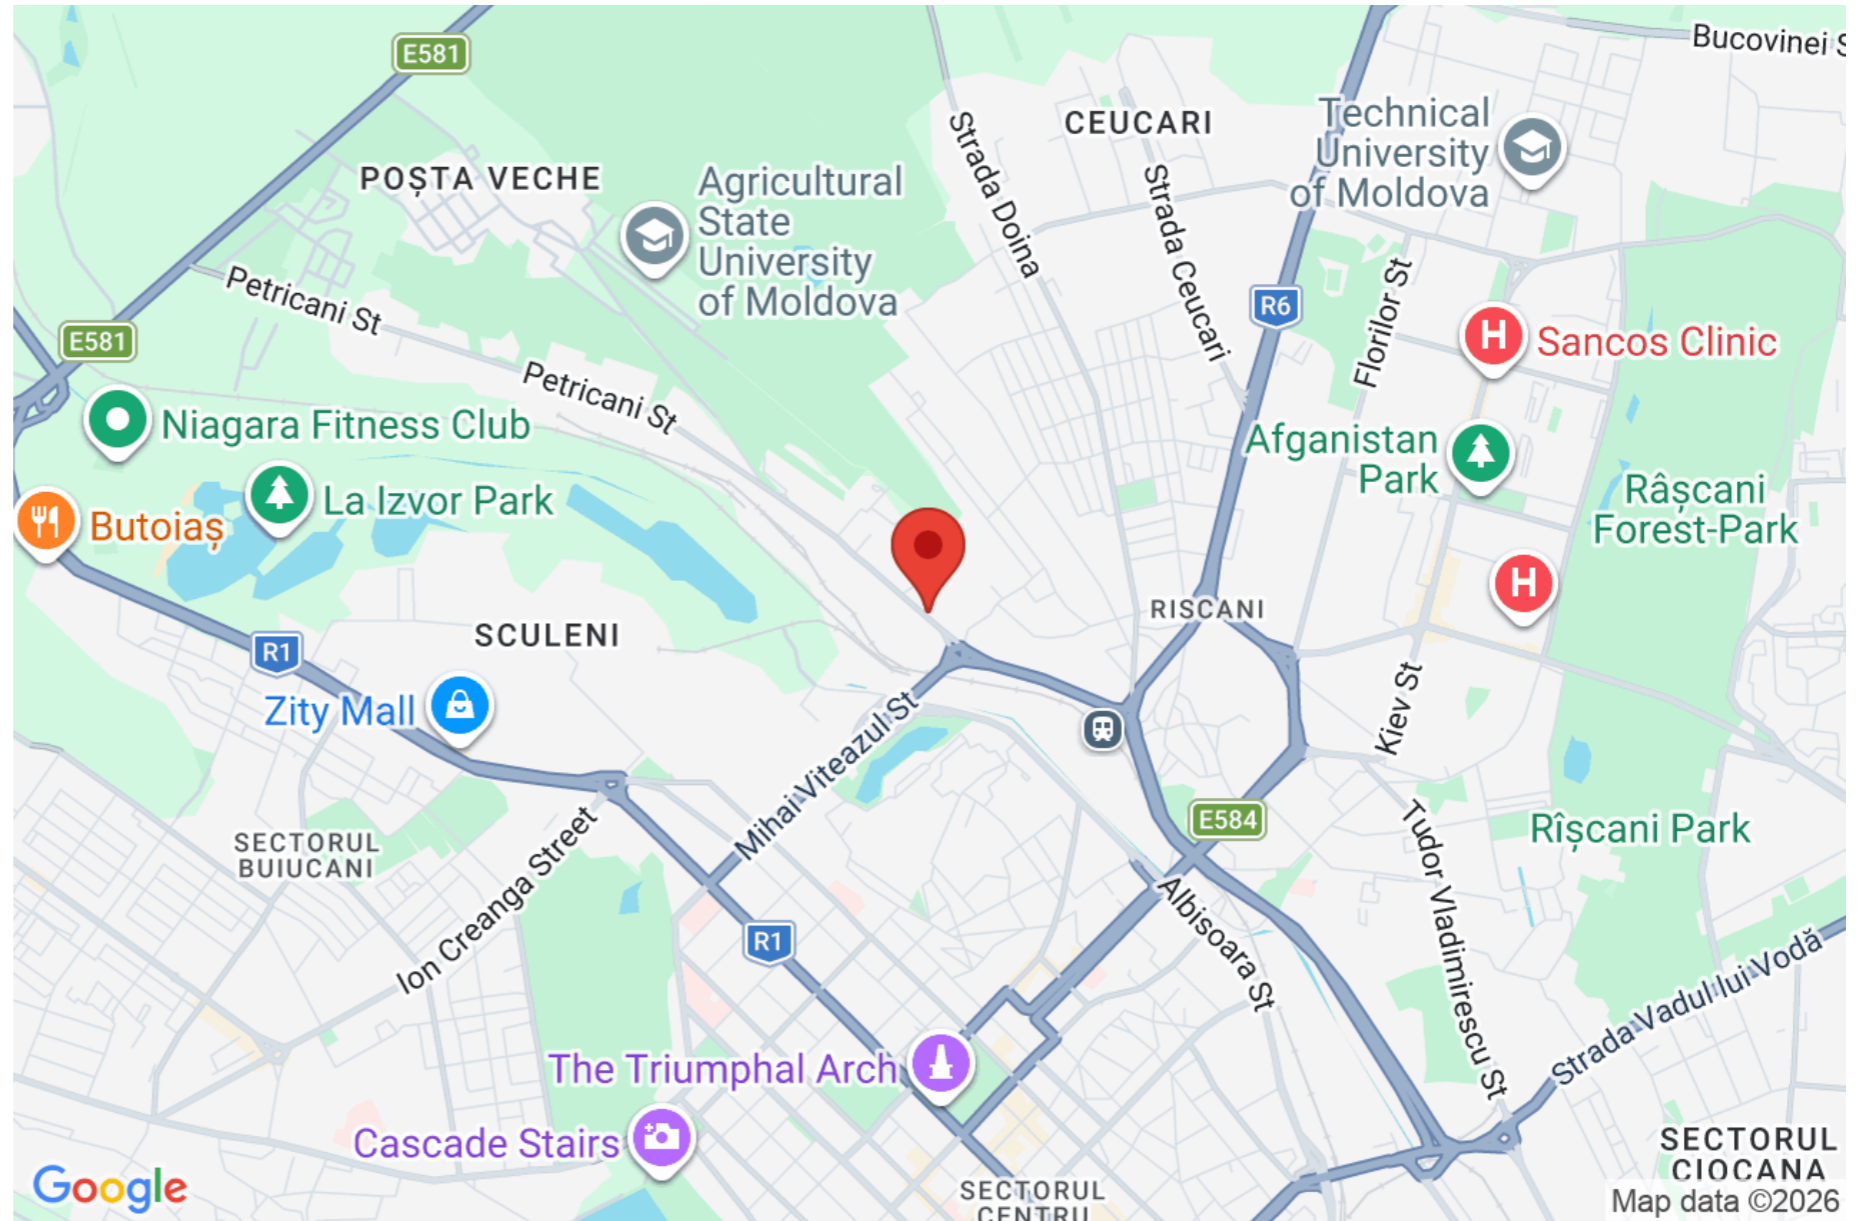 E581
Bucovinei S
CEUCARI
Technical
University
of Moldova
Strada Doina
POȘTA VECHE
Agricultural
State
University
of Moldova
Strada Ceucari
Petricani St
Florilor St
R6
E581
Sancos Clinic
Petricani St
Niagara Fitness Club
Afganistan
Park
La Izvor Park
Râșcani
Forest-Park
Butoiaș
H
H
RISCANI
SCULENI
R1
Zity Mall
Mihai Viteazul St
Kiev St
E584
Tudor Vladimirescu St
Rîșcani Park
SECTORUL
BUIUCANI
Ion Creanga Street
Albisoara St
R1
Strada Vadul lui Vodă
The Triumphal Arch
Cascade Stairs
SECTORUL
CIOCANA
SECTORUL
CENTRU
Google
Map data ©2026